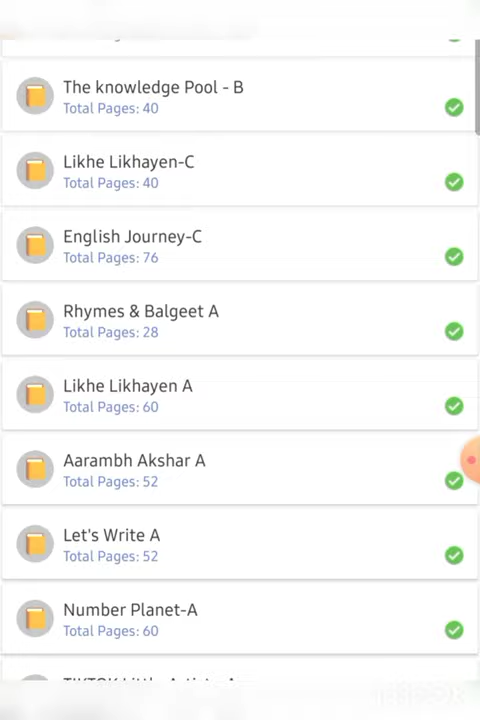 The knowledge Pool - B
Total Pages: 40
Likhe Likhayen-C
Total Pages: 40
English Journey-C
Total Pages: 76
Rhymes & Balgeet A
Total Pages: 28
Likhe Likhayen A
Total Pages: 60
Aarambh Akshar A
Total Pages: 52
Let's Write A
Total Pages: 52
Number Planet-A
Total Pages: 60